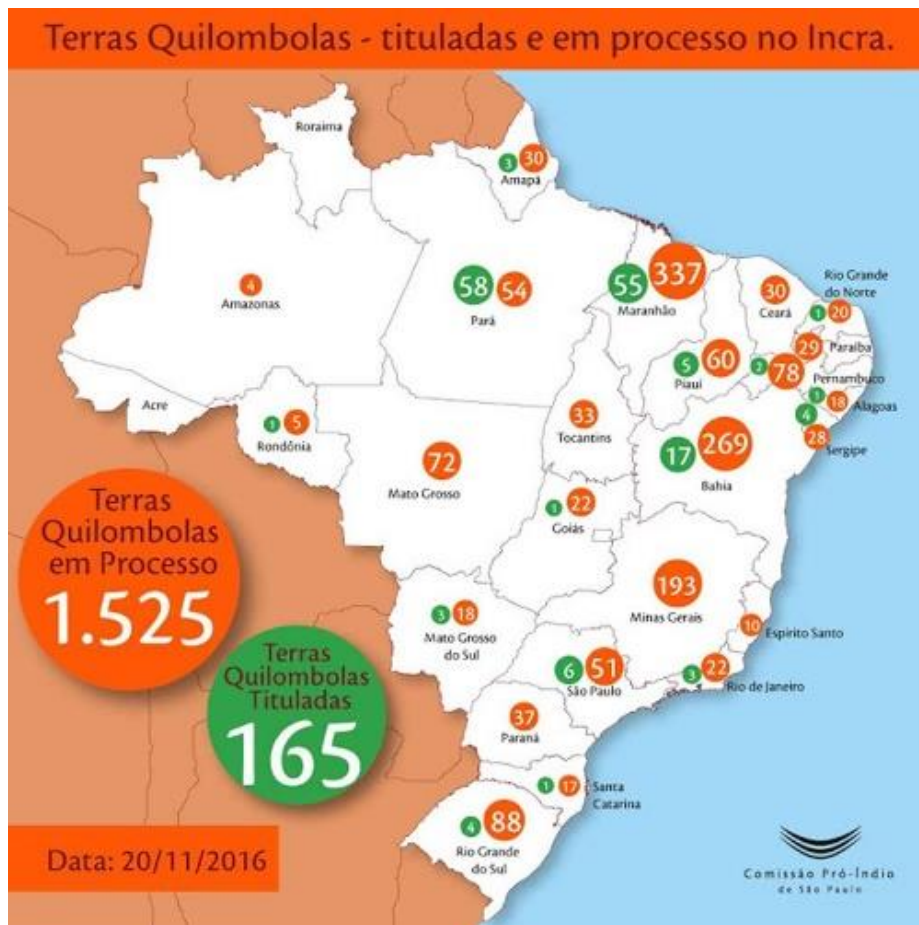 Terras Quilombolas - tituladas e em processo no Incra.
Roraima
3 30
Amapá
4
Amazonas
58 54
Pará
55 337
Maranhão
30
Ceará
Rio Grande
do Norte
1 20
29
Paraíba
5 60
Piauí
2 78
Pernambuco
1 18
Alagoas
4
28
Sergipe
Acre
1 5
Rondônia
33
Tocantins
72
Mato Grosso
17 269
Bahia
1 22
Goiás
193
Minas Gerais
10
Espirito Santo
3 18
Mato Grosso
do Sul
6 51
São Paulo
3 22
Rio de Janeiro
37
Paraná
1 17
Santa
Catarina
4 88
Rio Grande
do Sul
Terras
Quilombolas
em Processo
1.525
Terras
Quilombolas
Tituladas
165
Data: 20/11/2016
Comissão Pró-Índio
de São Paulo